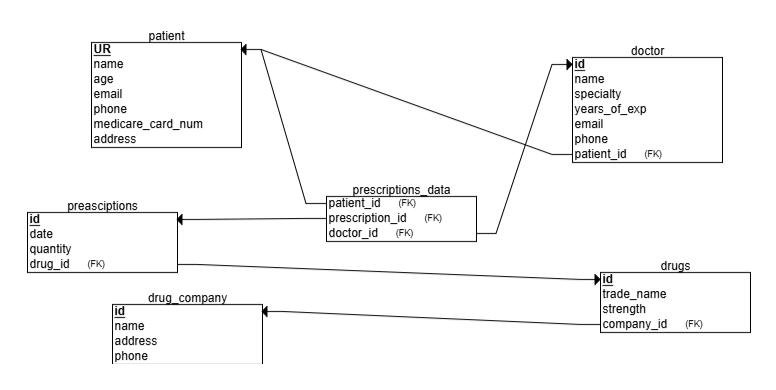 patient
UR
name
age
email
phone
medicare_card_num
address
doctor
id
name
specialty
years_of_exp
email
phone
patient_id (FK)
prescriptions_data
patient_id (FK)
prescription_id (FK)
doctor_id (FK)
preasciptions
id
date
quantity
drug_id (FK)
drugs
id
trade_name
strength
company_id (FK)
drug_company
id
name
address
phone